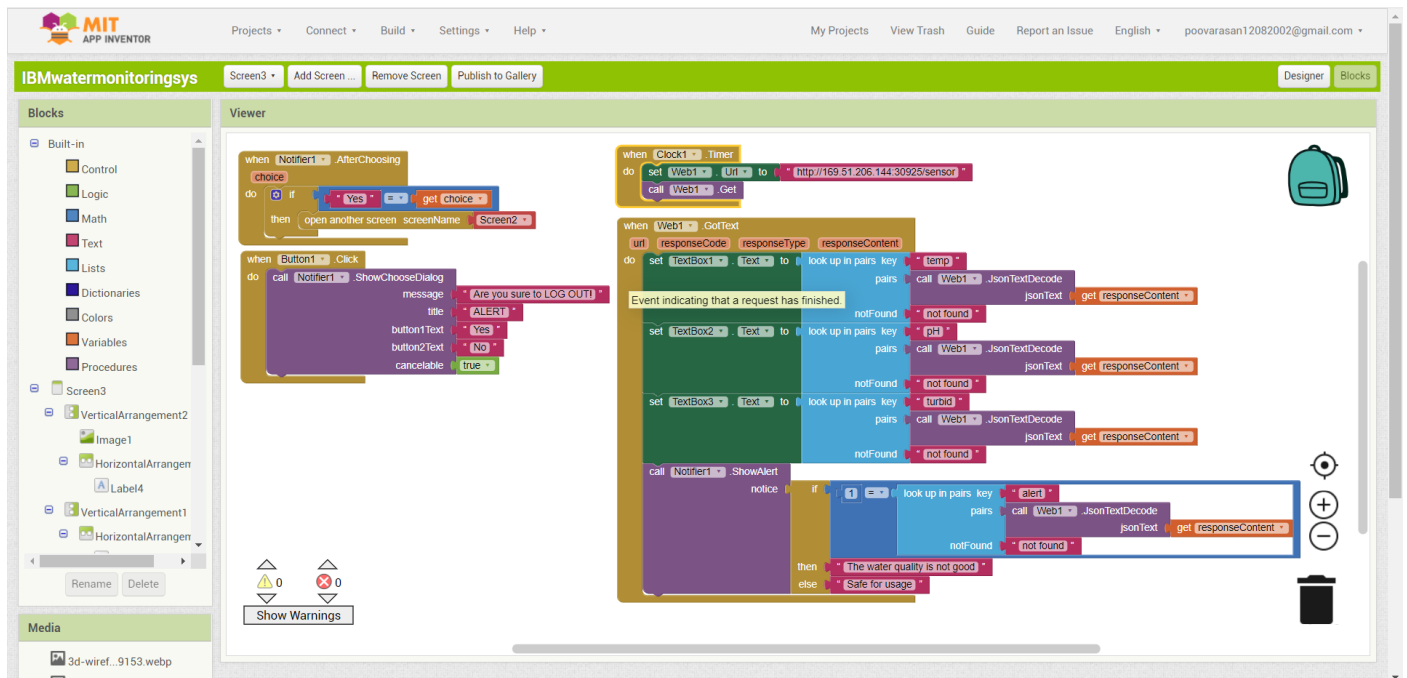 MIT
APP INVENTOR
Projects Connect Build Settings Help My Projects View Trash Guide Report an Issue English poovarasan12082002@gmail.com
IBMwatermonitoringsys Screen3 Add Screen ... Remove Screen Publish to Gallery Designer Blocks
Blocks
Built-in
Control
Logic
Math
Text
Lists
Dictionaries
Colors
Variables
Procedures
Screen3
VerticalArrangement2
Image1
HorizontalArrangem
A Label4
VerticalArrangement1
HorizontalArrangem
Rename Delete
Media
3d-wiref...9153.webp
Viewer
when Notifier1 .AfterChoosing
choice
do if " Yes " = get choice
then open another screen screenName Screen2
when Button1 .Click
do call Notifier1 .ShowChooseDialog
message " Are you sure to LOG OUT! "
title " ALERT "
button1Text " Yes "
button2Text " No "
cancelable true
when Clock1 .Timer
do set Web1 . Url to " http://169.51.206.144:30925/sensor "
call Web1 .Get
when Web1 .GotText
url responseCode responseType responseContent
do set TextBox1 . Text to look up in pairs key " temp "
pairs call Web1 .JsonTextDecode
jsonText get responseContent
Event indicating that a request has finished.
notFound " not found "
set TextBox2 . Text to look up in pairs key " pH "
pairs call Web1 .JsonTextDecode
jsonText get responseContent
notFound " not found "
set TextBox3 . Text to look up in pairs key " turbid "
pairs call Web1 .JsonTextDecode
jsonText get responseContent
notFound " not found "
call Notifier1 .ShowAlert
notice if 1 = look up in pairs key " alert "
pairs call Web1 .JsonTextDecode
jsonText get responseContent
notFound " not found "
then " The water quality is not good "
else " Safe for usage "
0 0
Show Warnings